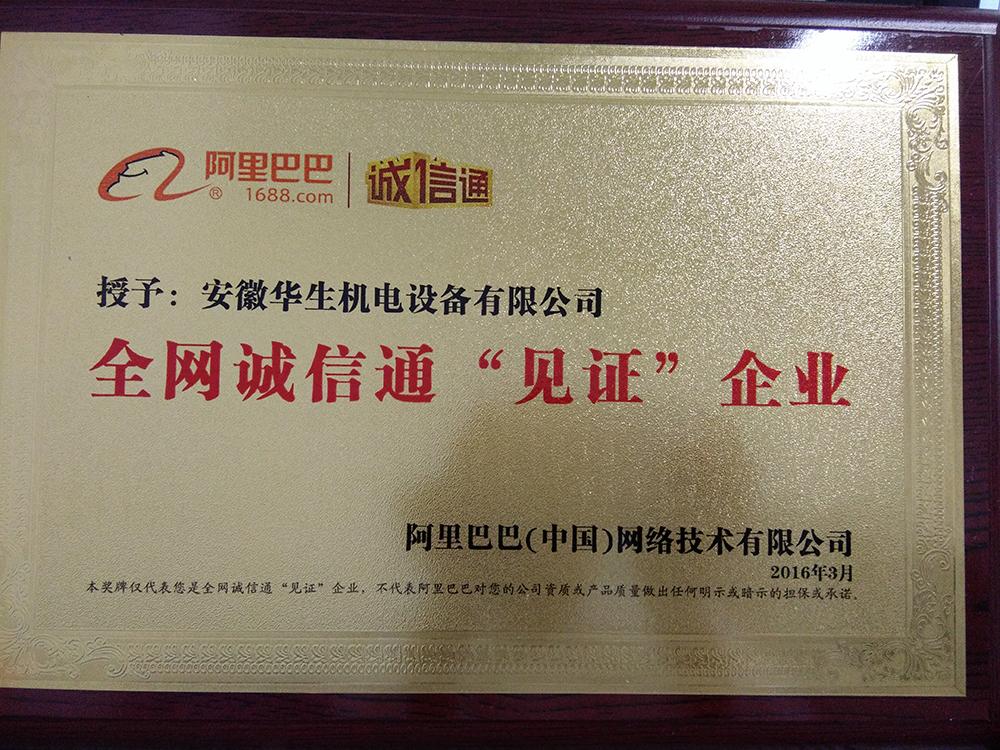 阿里巴巴 诚信通
® 1688.com
授予：安徽华生机电设备有限公司
全网诚信通“见证”企业
阿里巴巴(中国)网络技术有限公司
2016年3月
本奖牌仅代表您是全网诚信通“见证”企业，不代表阿里巴巴对您的公司资质或产品质量做出任何明示或暗示的担保或承诺。